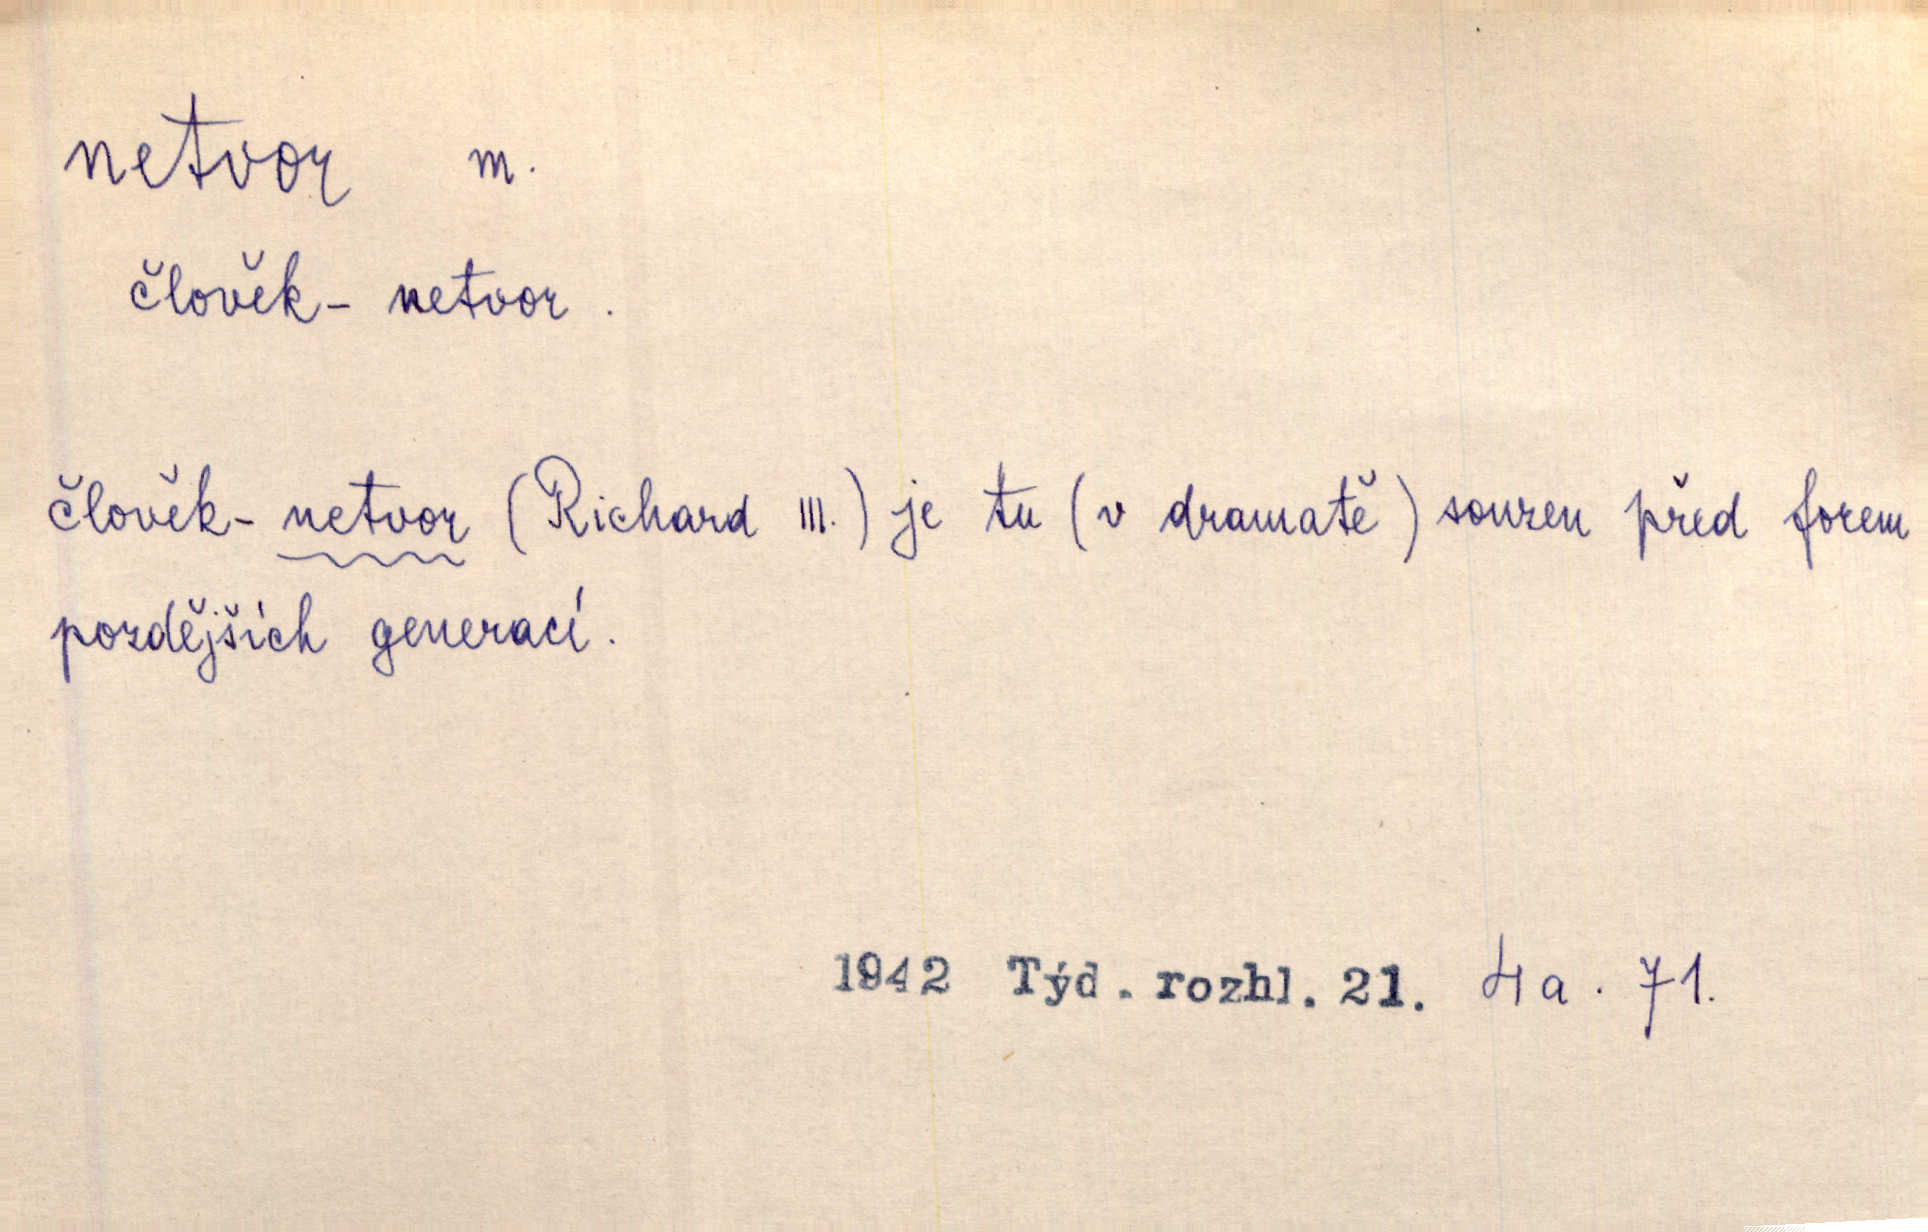 netvor m.
člověk - netvor.
člověk - netvor (Richard III.) je tu (v dramatě) souzen před forem
pozdějších generací.
1942 Týd. rozhl. 21. 4a. 71.